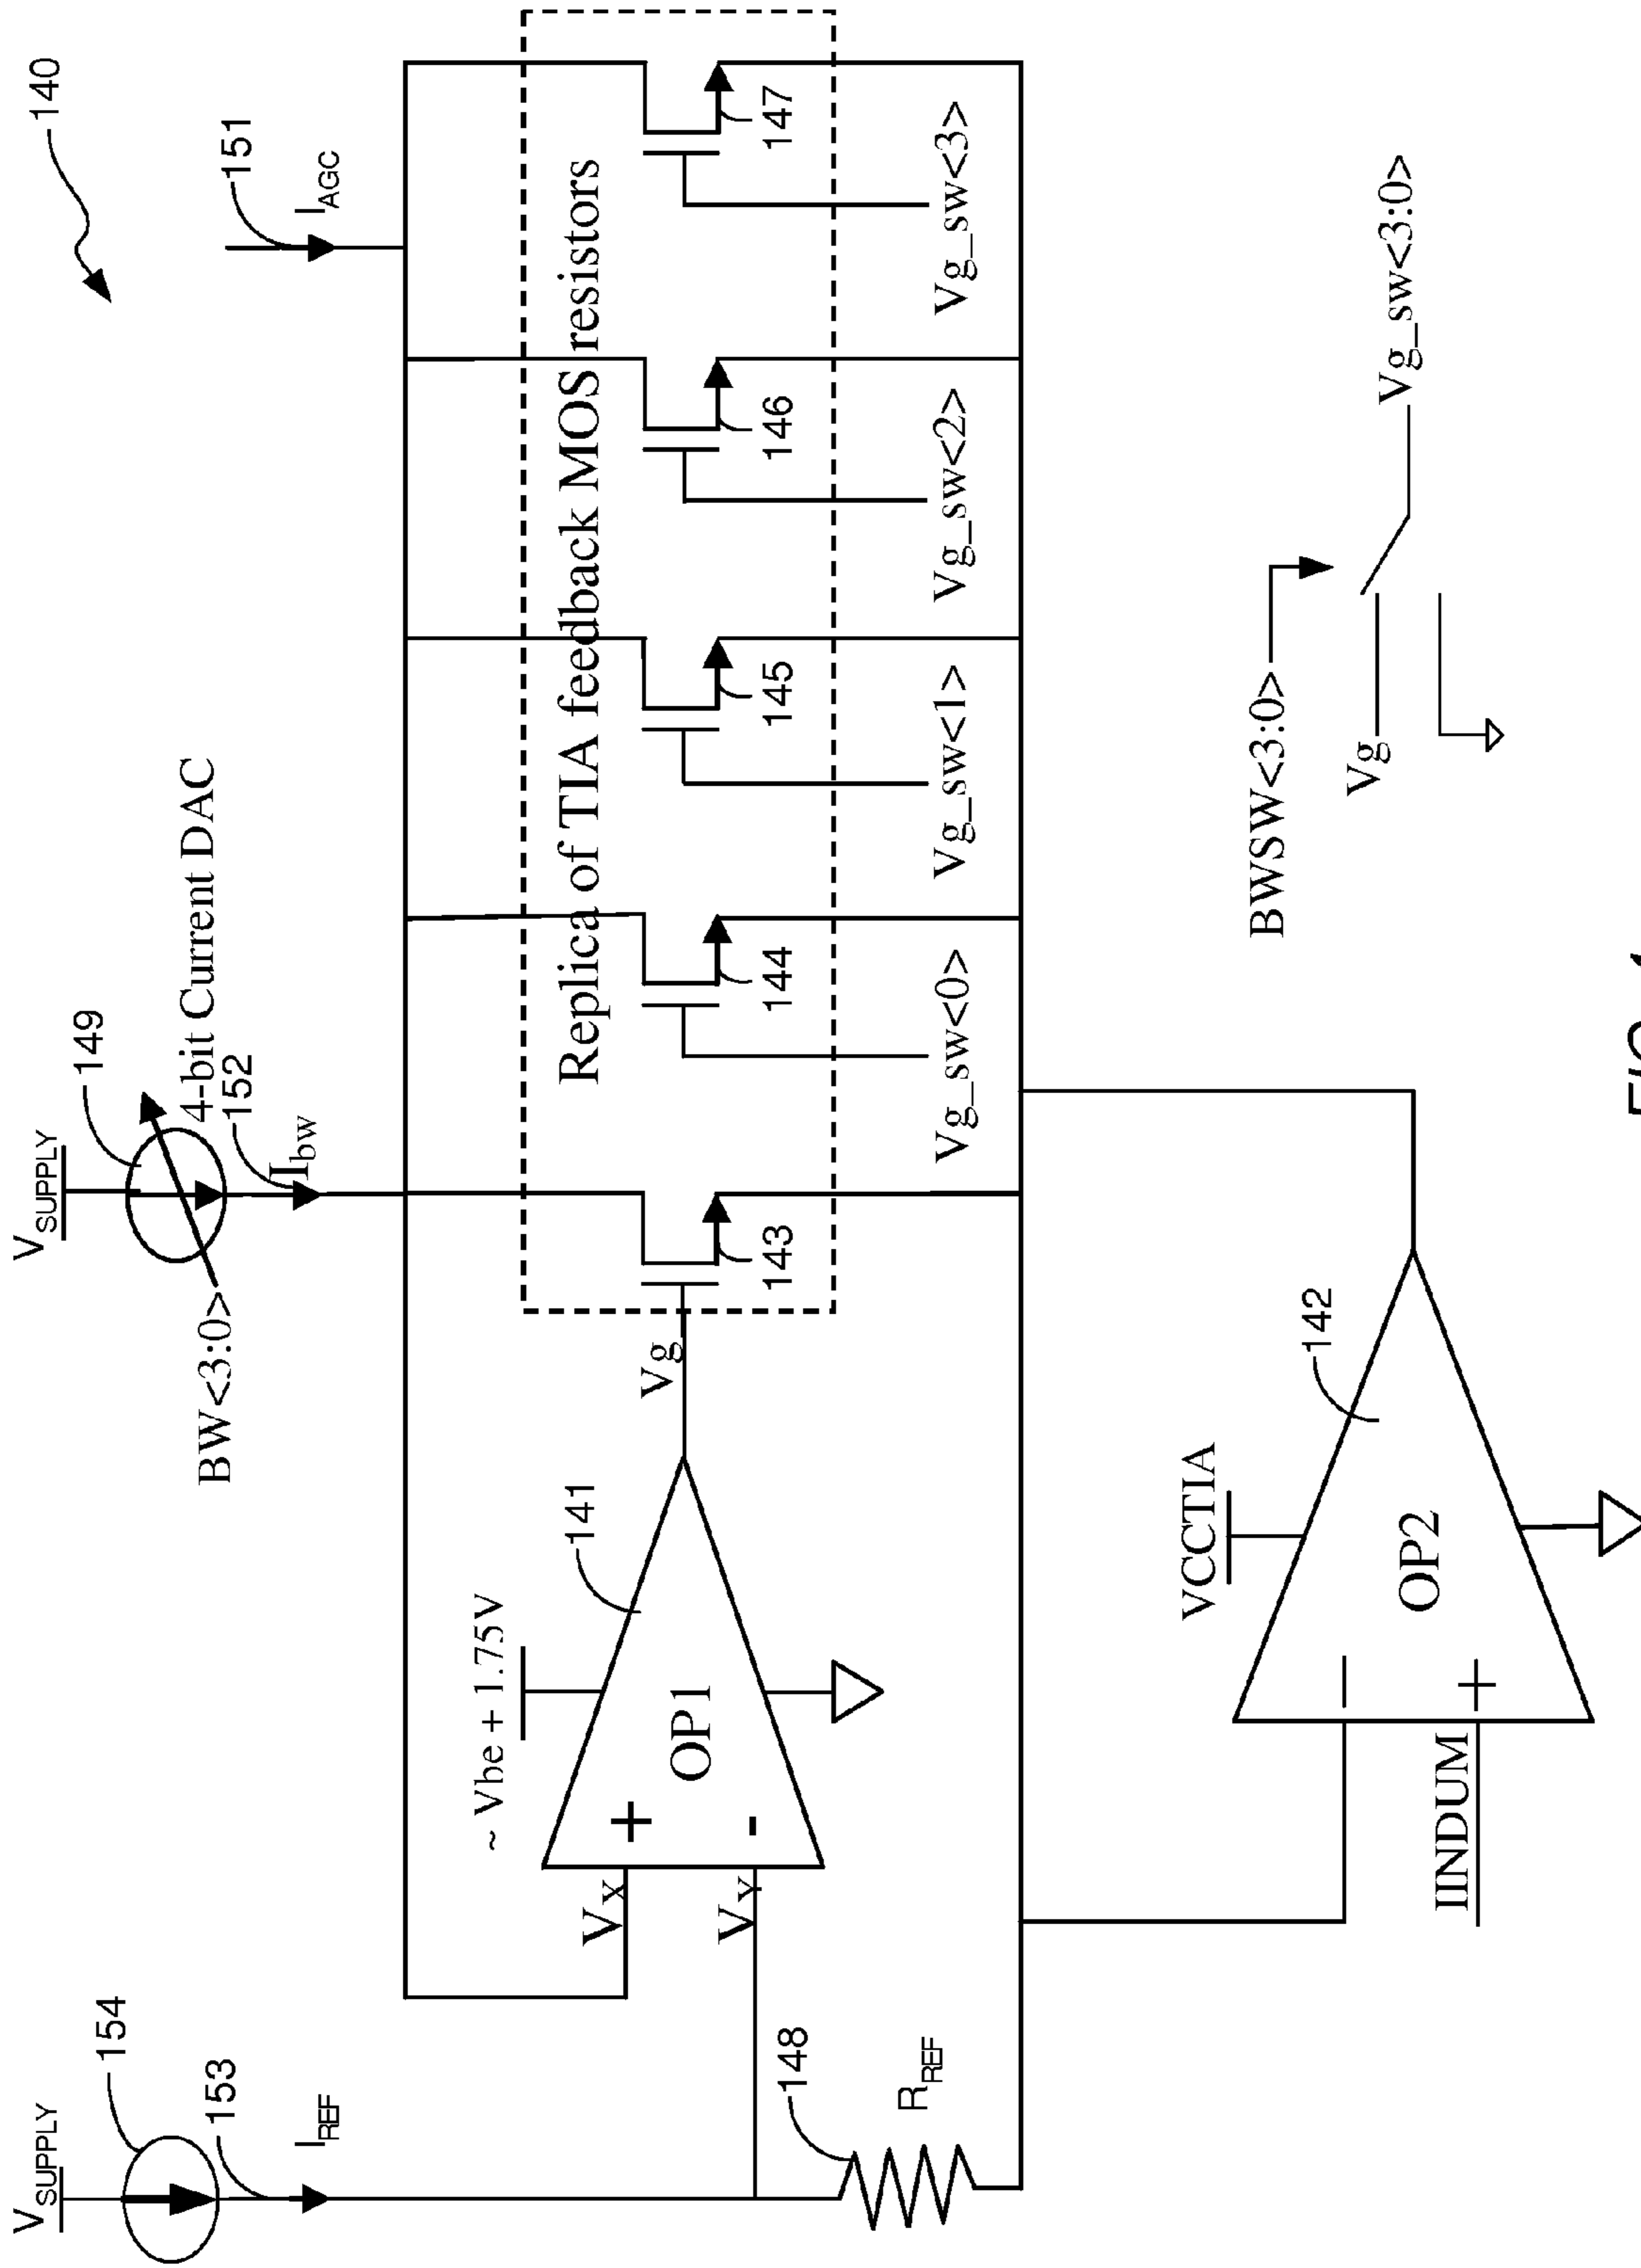 V_SUPPLY
154
153
I_REF
V_SUPPLY
149
4-bit Current DAC
BW<3:0>
152
I_bw
140
151
I_AGC
~ Vbe + 1.75V
141
V_X
+
OP1
V_Y
-
Vg
Replica of TIA feedback MOS resistors
143
144
145
146
147
Vg_sw<0>
Vg_sw<1>
Vg_sw<2>
Vg_sw<3>
148
R_REF
VCCTIA
142
−
OP2
+
IINDUM
BWSW<3:0>
Vg
Vg_sw<3:0>
FIG